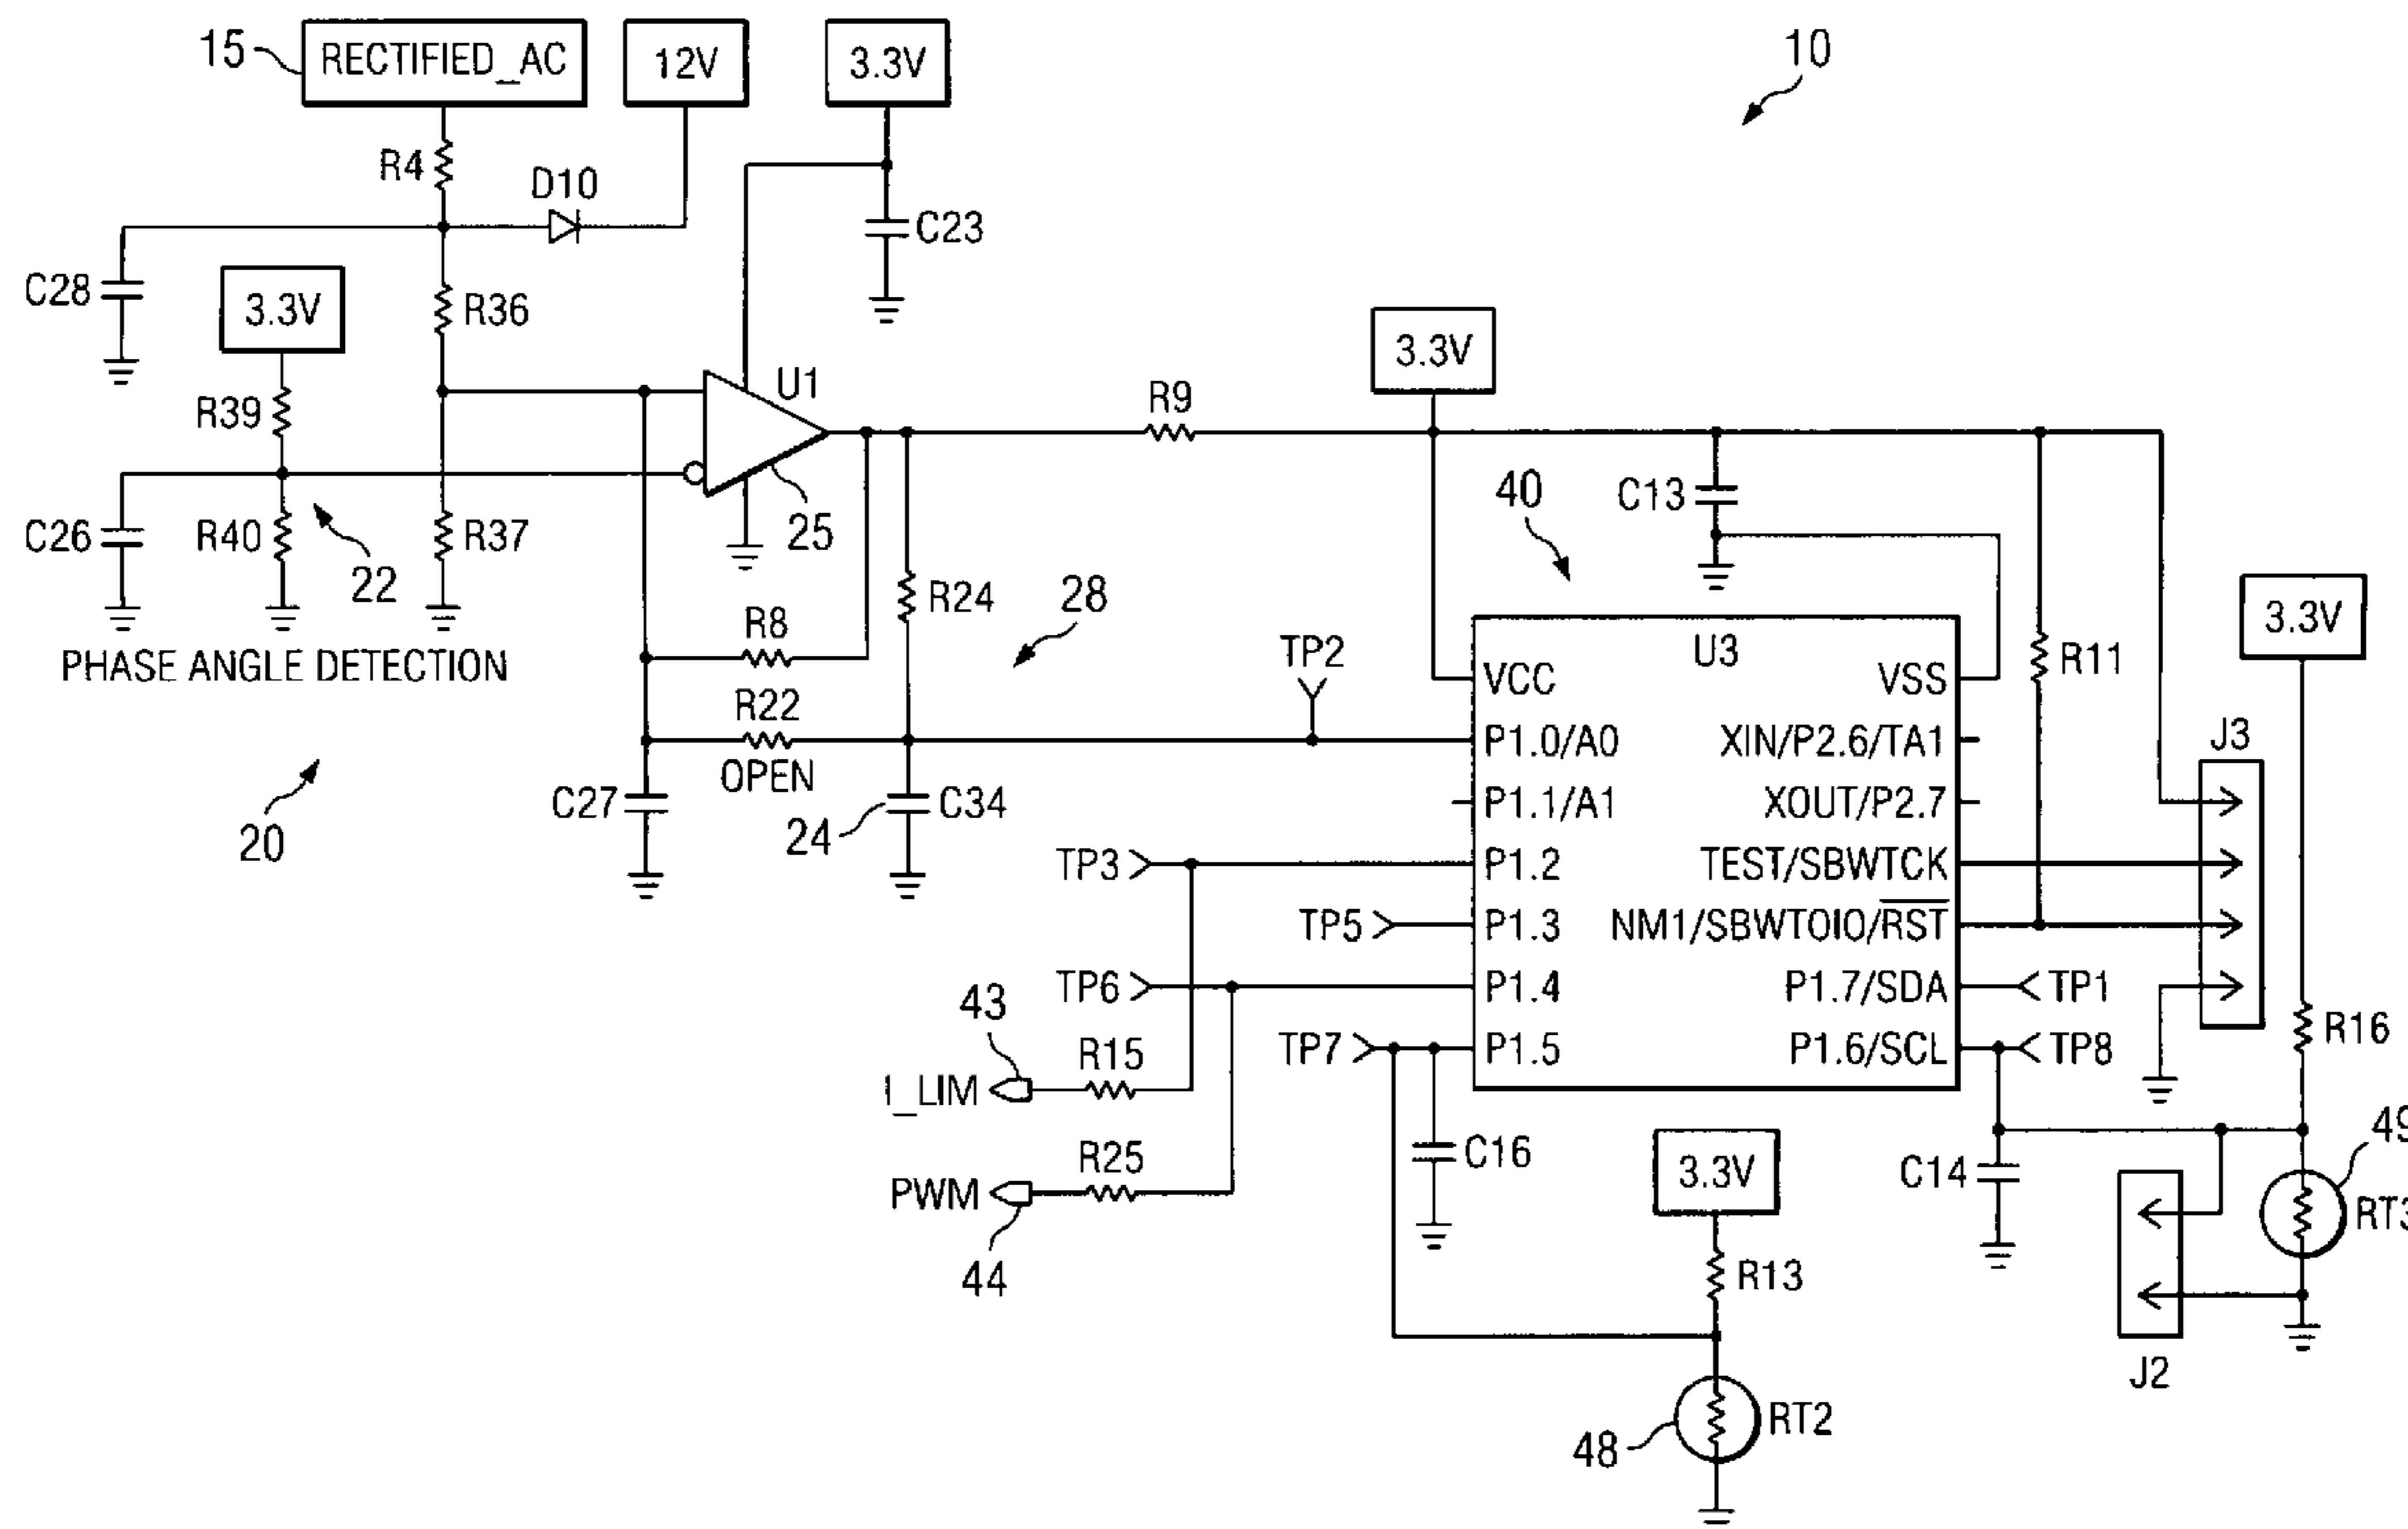 15
RECTIFIED_AC
12V
3.3V
10
R4
D10
C23
C28
3.3V
R36
3.3V
U1
R39
R9
C26
R40
R37
25
40
C13
22
3.3V
PHASE ANGLE DETECTION
R24
28
R8
TP2
U3
R11
R22
VCC
VSS
OPEN
P1.0/A0
XIN/P2.6/TA1
J3
C27
C34
P1.1/A1
XOUT/P2.7
20
24
TP3
P1.2
TEST/SBWTCK
TP5
P1.3
NM1/SBWTOIO/RST
TP6
P1.4
P1.7/SDA
TP1
43
R16
TP7
P1.5
P1.6/SCL
TP8
R15
I_LIM
49
R25
C16
3.3V
C14
PWM
RT3
44
R13
J2
RT2
48